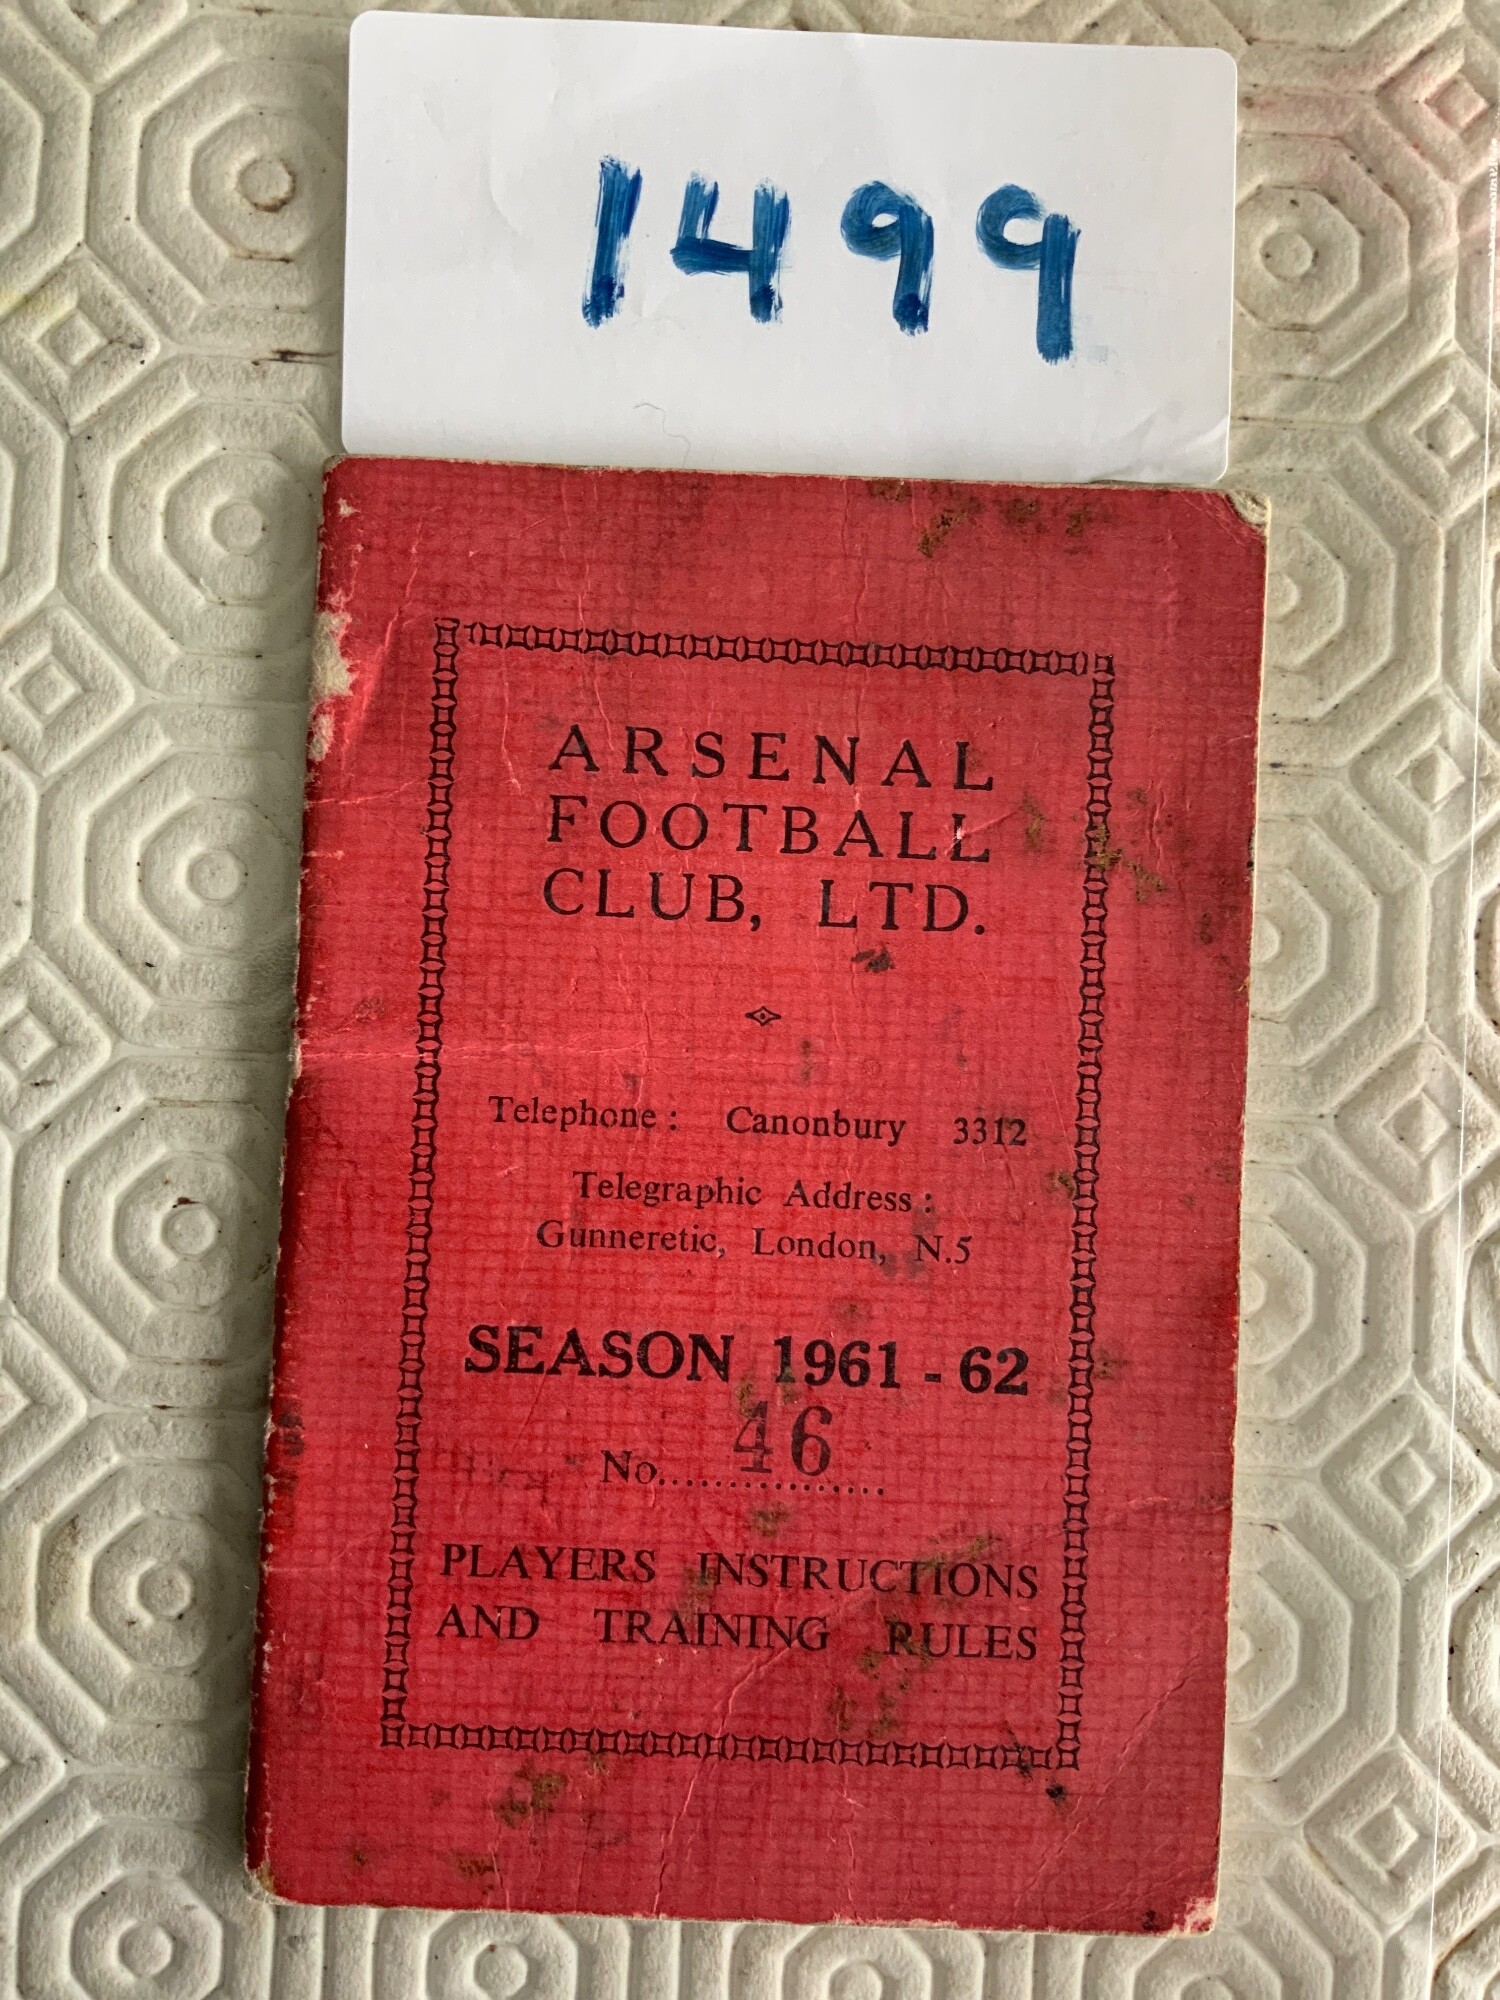 1499
ARSENAL
FOOTBALL
CLUB, LTD.
Telephone: Canonbury 3312
Telegraphic Address:
Gunneretic, London, N.5
SEASON 1961 - 62
No. 46
PLAYERS INSTRUCTIONS
AND TRAINING RULES